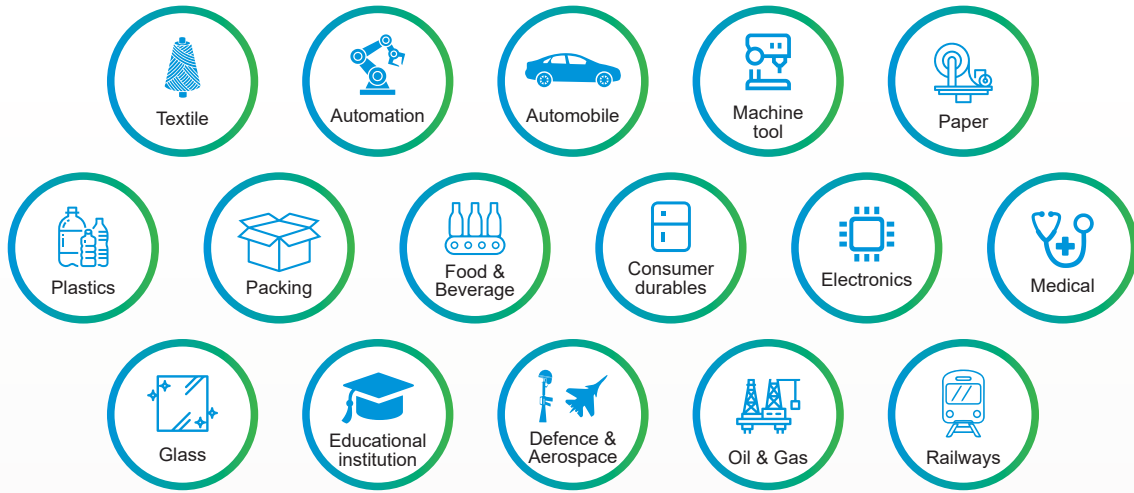 Textile
Automation
Automobile
Machine
tool
Paper
Plastics
Packing
Food &
Beverage
Consumer
durables
Electronics
Medical
Glass
Educational
institution
Defence &
Aerospace
Oil & Gas
Railways